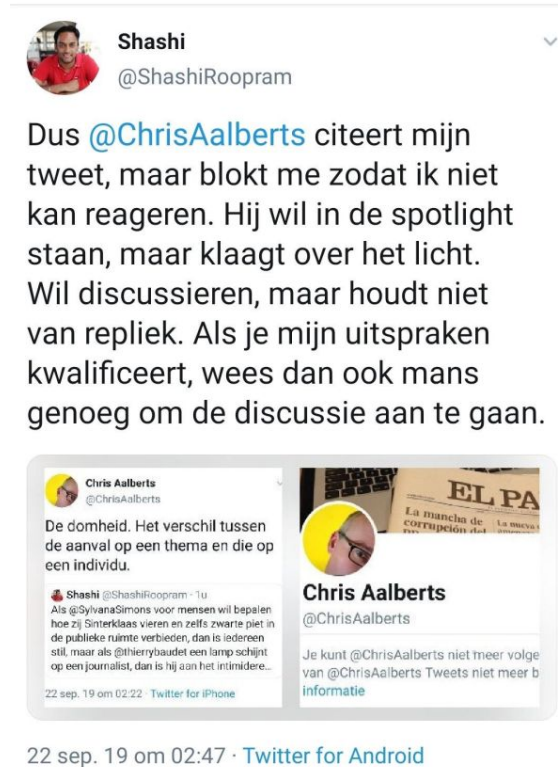 Shashi
@ShashiRoopram
Dus @ChrisAalberts citeert mijn
tweet, maar blokt me zodat ik niet
kan reageren. Hij wil in de spotlight
staan, maar klaagt over het licht.
Wil discussieren, maar houdt niet
van repliek. Als je mijn uitspraken
kwalificeert, wees dan ook mans
genoeg om de discussie aan te gaan.
Chris Aalberts
@ChrisAalberts
De domheid. Het verschil tussen
de aanval op een thema en die op
een individu.
Shashi @ShashiRoopram · 1u
Als @SylvanaSimons voor mensen wil bepalen
hoe zij Sinterklaas vieren en zelfs zwarte piet in
de publieke ruimte verbieden, dan is iedereen
stil, maar als @thierrybaudet een lamp schijnt
op een journalist, dan is hij aan het intimidere...
22 sep. 19 om 02:22 · Twitter for iPhone
EL PA
La mancha de
corrupción del
La nueva
Chris Aalberts
@ChrisAalberts
Je kunt @ChrisAalberts niet meer volge
van @ChrisAalberts Tweets niet meer b
informatie
22 sep. 19 om 02:47 · Twitter for Android